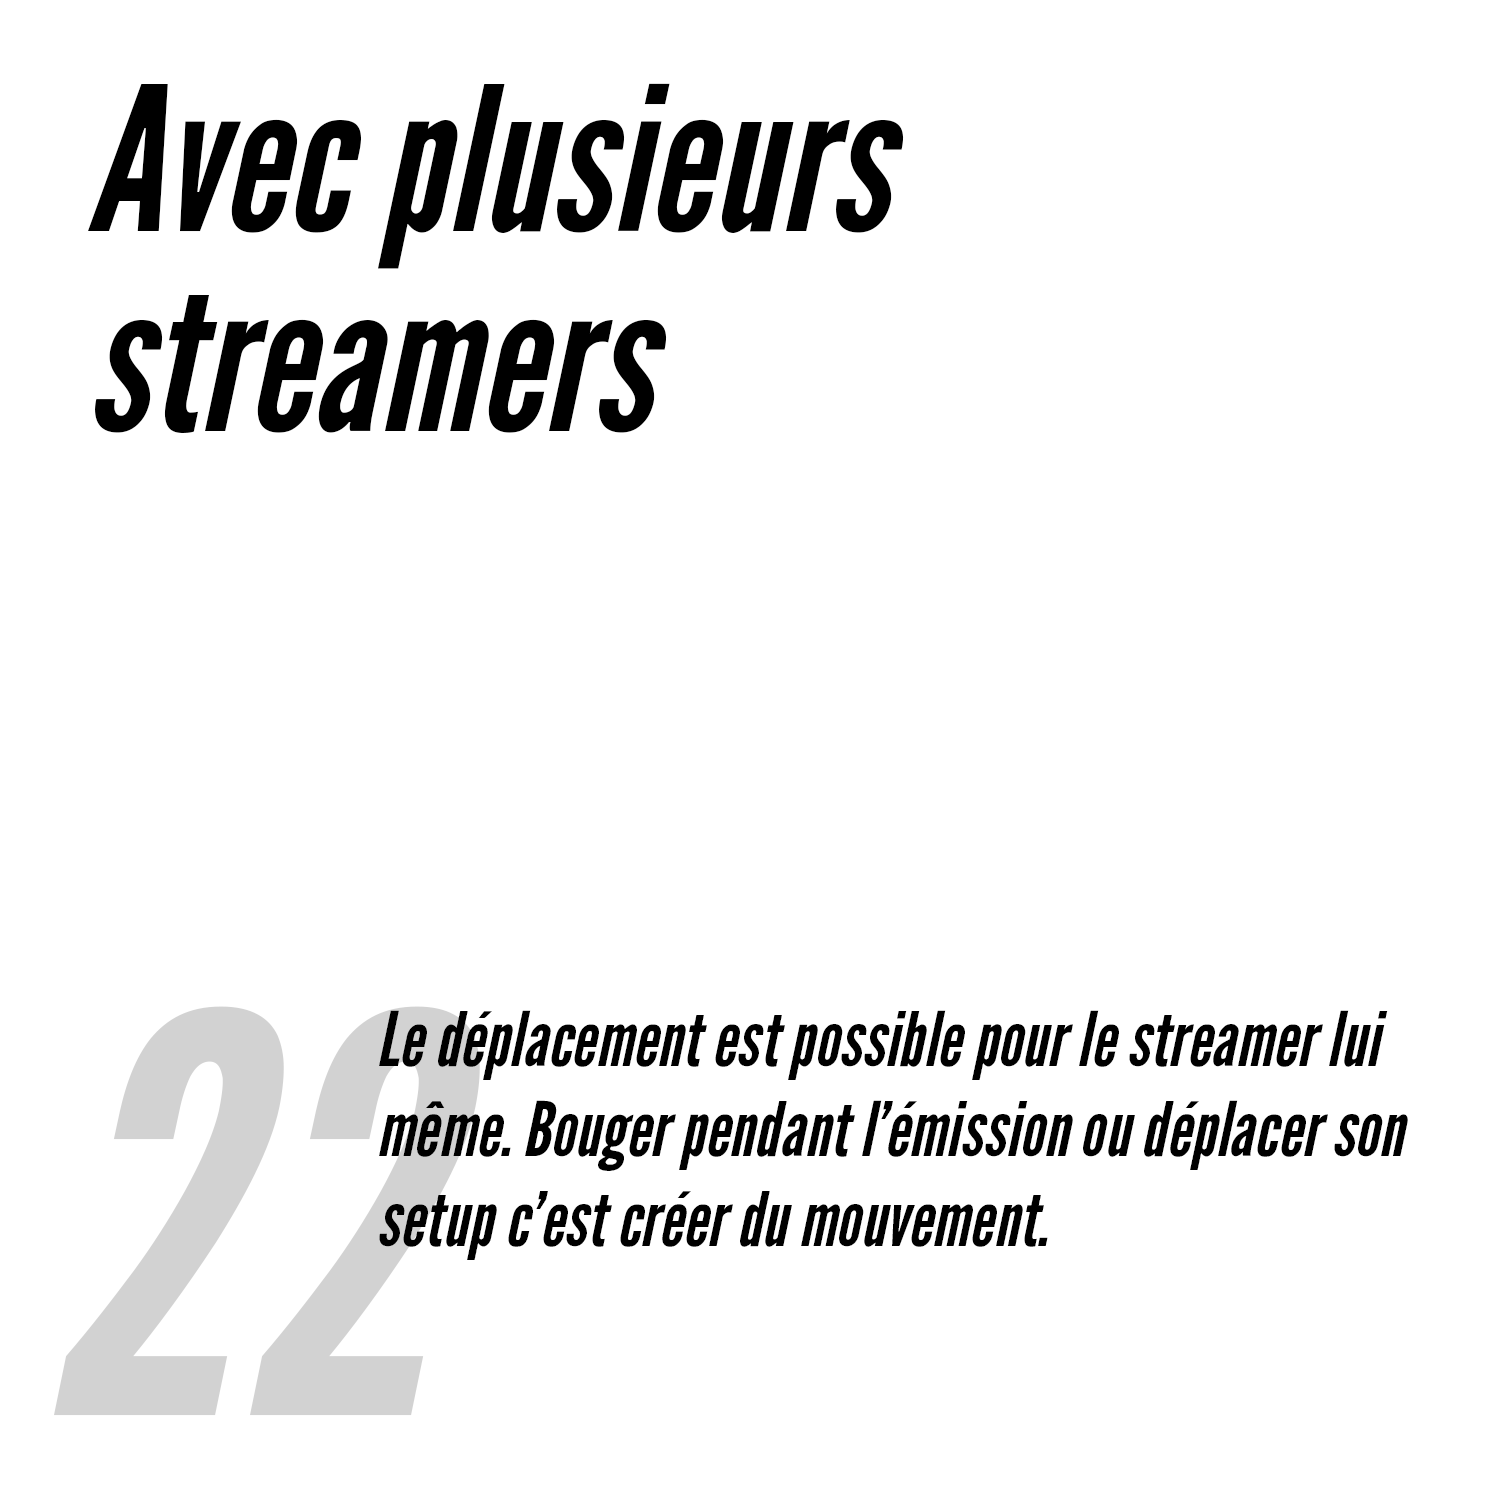 Avec plusieurs
streamers
22
Le déplacement est possible pour le streamer lui
même. Bouger pendant l’émission ou déplacer son
setup c’est créer du mouvement.